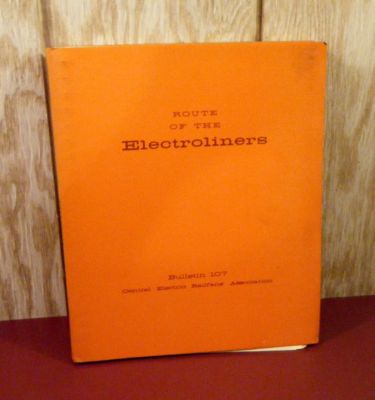 ROUTE
OF THE
Electroliners
Bulletin 107
Central Electric Railfans' Association